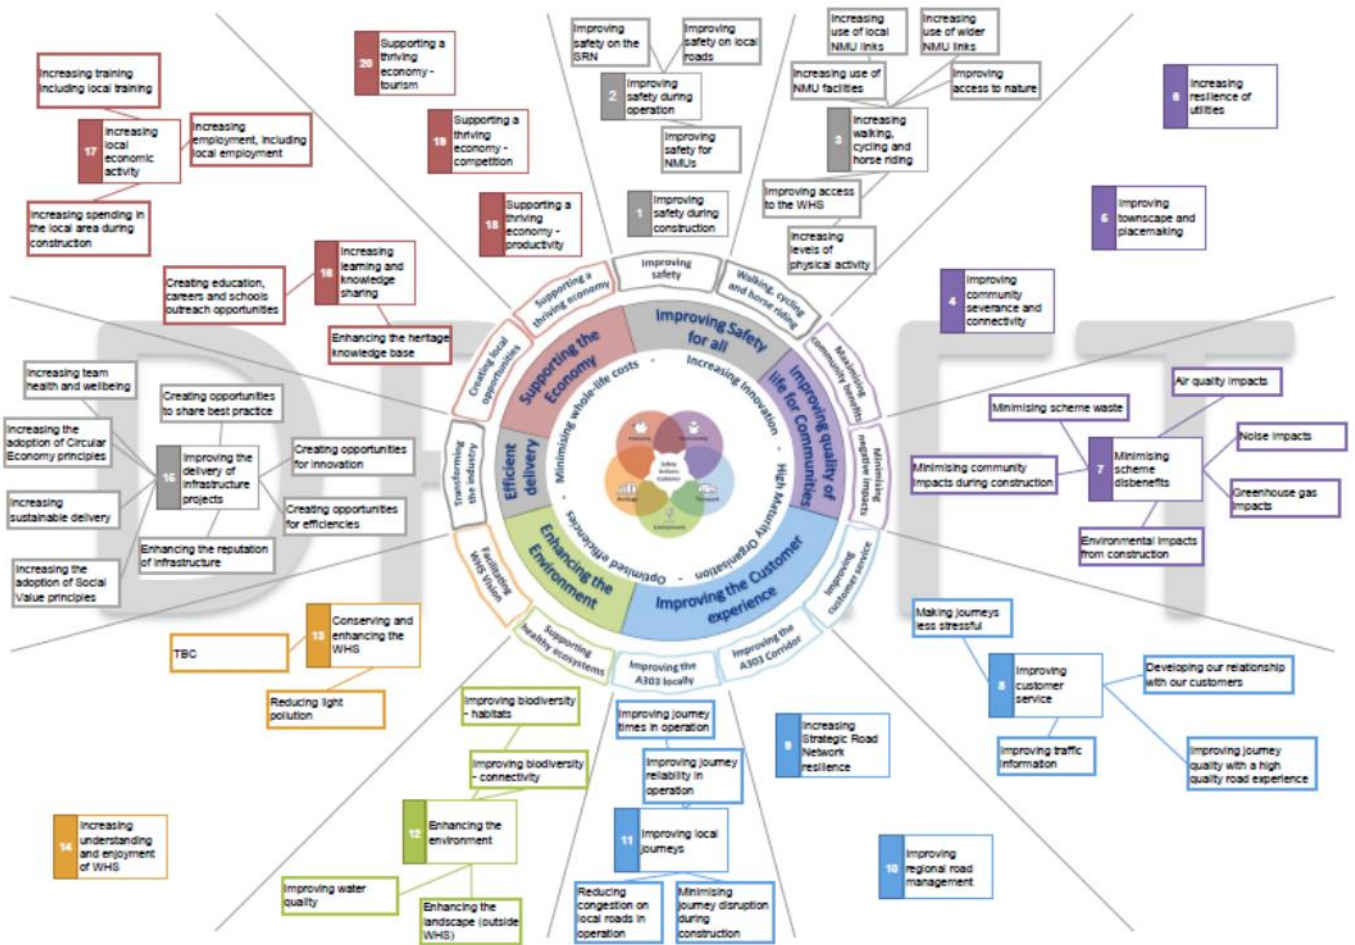 20
Supporting a
thriving
economy -
tourism
19
Supporting a
thriving
economy -
competition
18
Supporting a
thriving
economy -
productivity
Increasing training
including local training
17
Increasing
local
economic
activity
Increasing
employment, including
local employment
Increasing spending in
the local area during
construction
16
Increasing
learning and
knowledge
sharing
Creating education,
careers and schools
outreach opportunities
Enhancing the heritage
knowledge base
Improving
safety on the
SRN
Improving
safety on local
roads
2
Improving
safety during
operation
Improving
safety for
NMUs
1
Improving
safety during
construction
Increasing
use of local
NMU links
Increasing
use of wider
NMU links
Increasing use of
NMU facilities
Improving
access to nature
3
Increasing
walking,
cycling and
horse riding
Improving access
to the WHS
Increasing
levels of
physical activity
6
Increasing
resilience of
utilities
5
Improving
townscape and
placemaking
4
Improving
community
severance and
connectivity
Air quality impacts
Minimising scheme waste
Noise impacts
7
Minimising
scheme
disbenefits
Minimising community
impacts during construction
Greenhouse gas
impacts
Environmental impacts
from construction
Making journeys
less stressful
8
Improving
customer
service
Developing our relationship
with our customers
Improving traffic
information
Improving journey
quality with a high
quality road experience
9
Increasing
Strategic Road
Network
resilience
10
Improving
regional road
management
Improving journey
times in operation
Improving journey
reliability in
operation
11
Improving local
journeys
Reducing
congestion on
local roads in
operation
Minimising
journey disruption
during
construction
Improving biodiversity
- habitats
Improving biodiversity
- connectivity
12
Enhancing the
environment
Improving water
quality
Enhancing the
landscape (outside
WHS)
13
Conserving and
enhancing the
WHS
TBC
Reducing light
pollution
14
Increasing
understanding
and enjoyment
of WHS
Increasing team
health and wellbeing
Creating opportunities
to share best practice
Increasing the
adoption of Circular
Economy principles
15
Improving the
delivery of
infrastructure
projects
Creating opportunities
for innovation
Increasing
sustainable delivery
Creating opportunities
for efficiencies
Enhancing the reputation
of infrastructure
Increasing the
adoption of Social
Value principles
Improving
safety
Walking, cycling
and horse riding
Maximising
community benefits
Minimising
negative impacts
Improving
customer service
Improving the
A303 Corridor
Improving the
A303 locally
Supporting
healthy ecosystems
Facilitating
WHS Vision
Transforming
the industry
Creating local
opportunities
Supporting a
thriving economy
Improving Safety
for all
Improving quality of
life for Communities
Improving the Customer
experience
Enhancing the
Environment
Efficient
delivery
Supporting the
Economy
- Increasing Innovation
- High Maturity Organisation
- Optimised efficiencies
- Minimising whole-life costs
Economy
Community
Heritage
Transport
Environment
Safety
Delivery
Customer